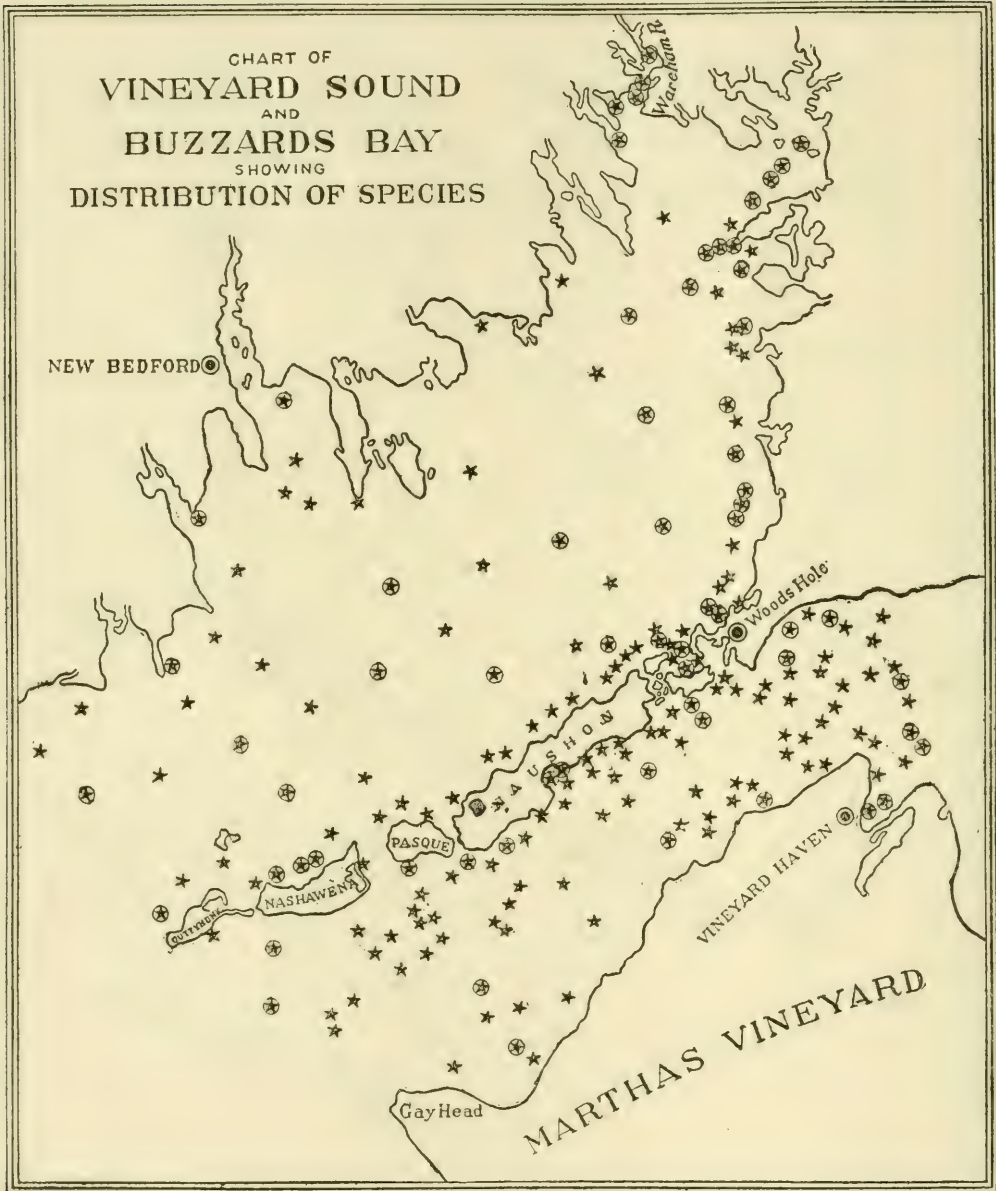 CHART OF
VINEYARD SOUND
AND
BUZZARDS BAY
SHOWING
DISTRIBUTION OF SPECIES
Wareham R.
NEW BEDFORD
Woods Hole
NAUSHON
PASQUE
NASHAWENA
VINEYARD HAVEN
MARTHAS VINEYARD
Gay Head